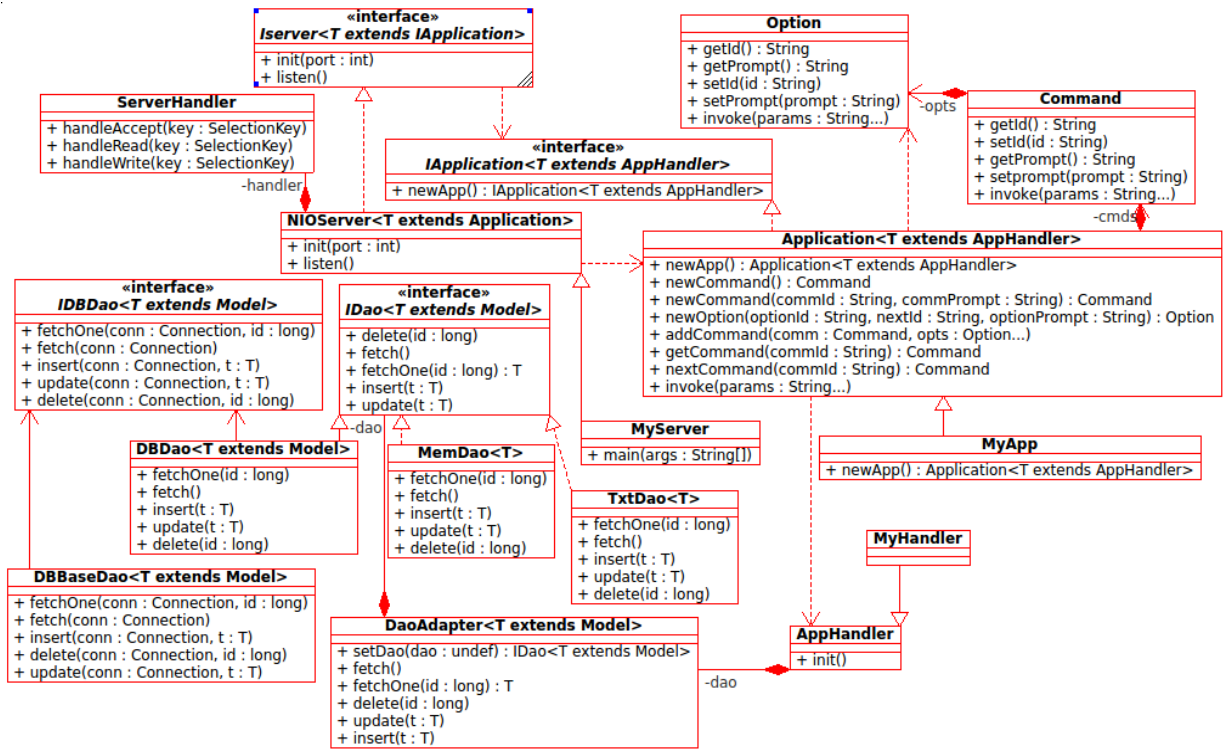 «interface»
Iserver<T extends IApplication>
+ init(port : int)
+ listen()
Option
+ getId() : String
+ getPrompt() : String
+ setId(id : String)
+ setPrompt(prompt : String)
+ invoke(params : String...)
ServerHandler
+ handleAccept(key : SelectionKey)
+ handleRead(key : SelectionKey)
+ handleWrite(key : SelectionKey)
-opts
Command
+ getId() : String
+ setId(id : String)
+ getPrompt() : String
+ setprompt(prompt : String)
+ invoke(params : String...)
«interface»
IApplication<T extends AppHandler>
+ newApp() : IApplication<T extends AppHandler>
-handler
-cmds
NIOServer<T extends Application>
+ init(port : int)
+ listen()
Application<T extends AppHandler>
+ newApp() : Application<T extends AppHandler>
+ newCommand() : Command
+ newCommand(commId : String, commPrompt : String) : Command
+ newOption(optionId : String, nextId : String, optionPrompt : String) : Option
+ addCommand(comm : Command, opts : Option...)
+ getCommand(commId : String) : Command
+ nextCommand(commId : String) : Command
+ invoke(params : String...)
«interface»
IDBDao<T extends Model>
+ fetchOne(conn : Connection, id : long)
+ fetch(conn : Connection)
+ insert(conn : Connection, t : T)
+ update(conn : Connection, t : T)
+ delete(conn : Connection, id : long)
«interface»
IDao<T extends Model>
+ delete(id : long)
+ fetch()
+ fetchOne(id : long) : T
+ insert(t : T)
+ update(t : T)
-dao
MyServer
+ main(args : String[])
MyApp
+ newApp() : Application<T extends AppHandler>
DBDao<T extends Model>
+ fetchOne(id : long)
+ fetch()
+ insert(t : T)
+ update(t : T)
+ delete(id : long)
MemDao<T>
+ fetchOne(id : long)
+ fetch()
+ insert(t : T)
+ update(t : T)
+ delete(id : long)
TxtDao<T>
+ fetchOne(id : long)
+ fetch()
+ insert(t : T)
+ update(t : T)
+ delete(id : long)
MyHandler
DBBaseDao<T extends Model>
+ fetchOne(conn : Connection, id : long)
+ fetch(conn : Connection)
+ insert(conn : Connection, t : T)
+ delete(conn : Connection, id : long)
+ update(conn : Connection, t : T)
DaoAdapter<T extends Model>
+ setDao(dao : undef) : IDao<T extends Model>
+ fetch()
+ fetchOne(id : long) : T
+ delete(id : long)
+ update(t : T)
+ insert(t : T)
-dao
AppHandler
+ init()